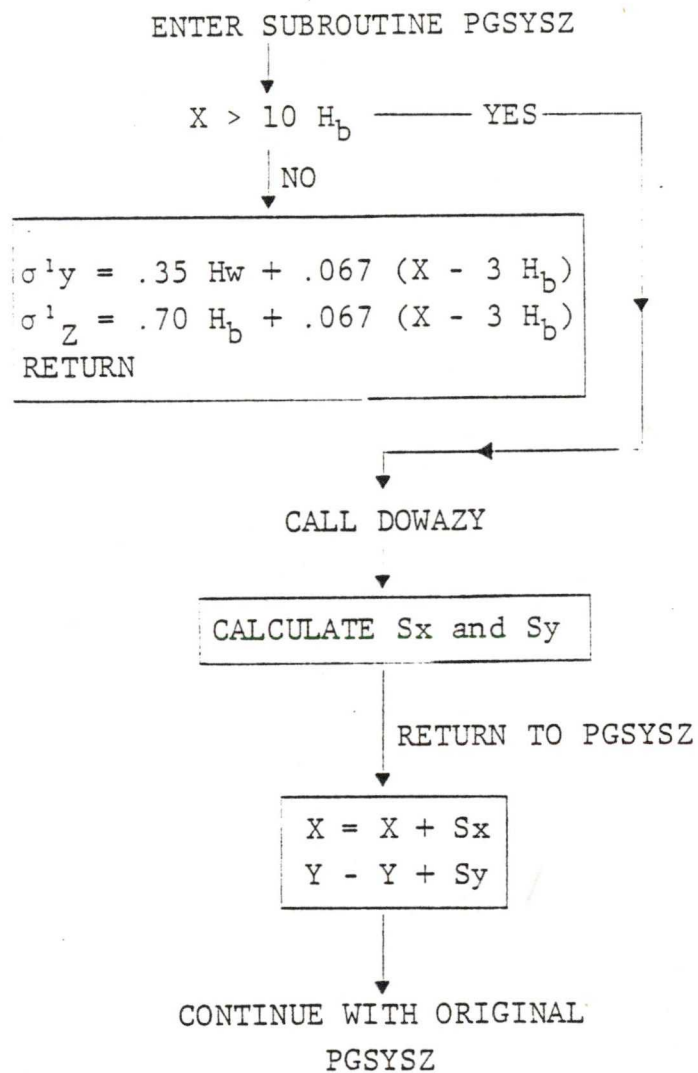 ENTER SUBROUTINE PGSYSZ
X > 10 H_b YES
NO
σ¹y = .35 Hw + .067 (X - 3 H_b)
σ¹_Z = .70 H_b + .067 (X - 3 H_b)
RETURN
CALL DOWAZY
CALCULATE Sx and Sy
RETURN TO PGSYSZ
X = X + Sx
Y - Y + Sy
CONTINUE WITH ORIGINAL
PGSYSZ